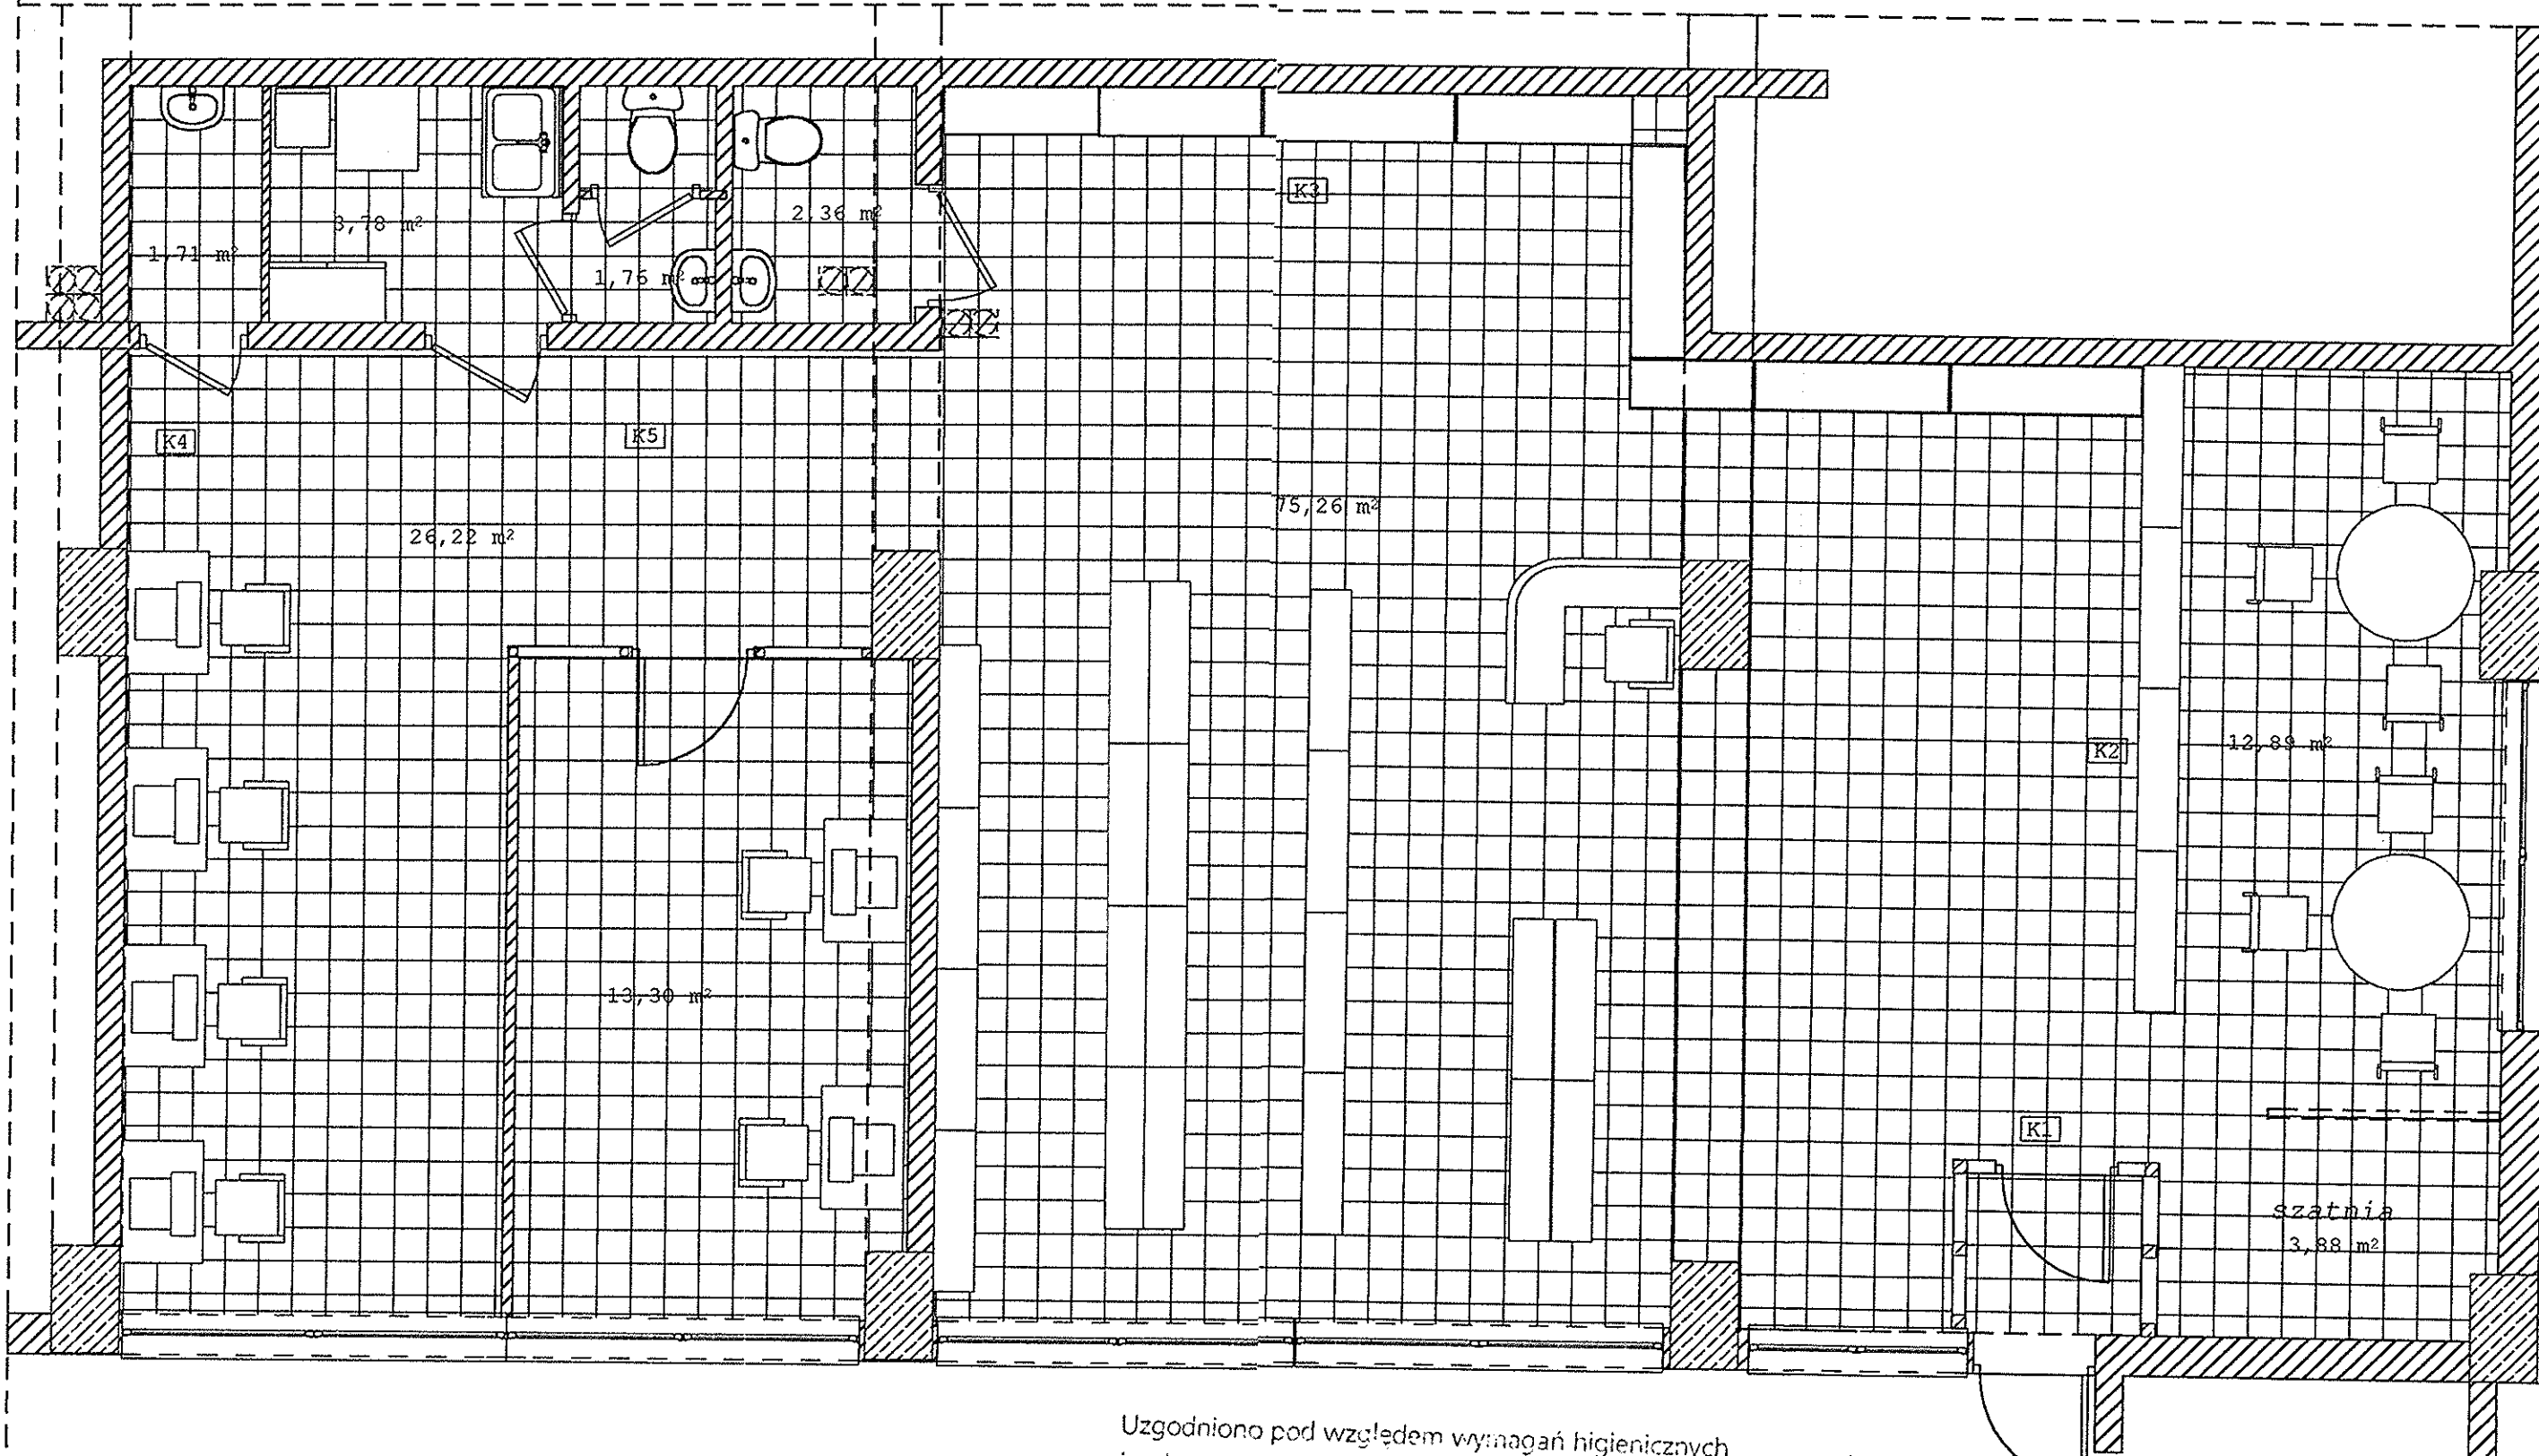 K3
2,36 m²
3,78 m²
1,71 m²
1,76 m²
K4
K5
75,26 m²
26,22 m²
K2
12,89 m²
13,30 m²
K1
szatnia
3,88 m²
Uzgodniono pod względem wymagań higienicznych